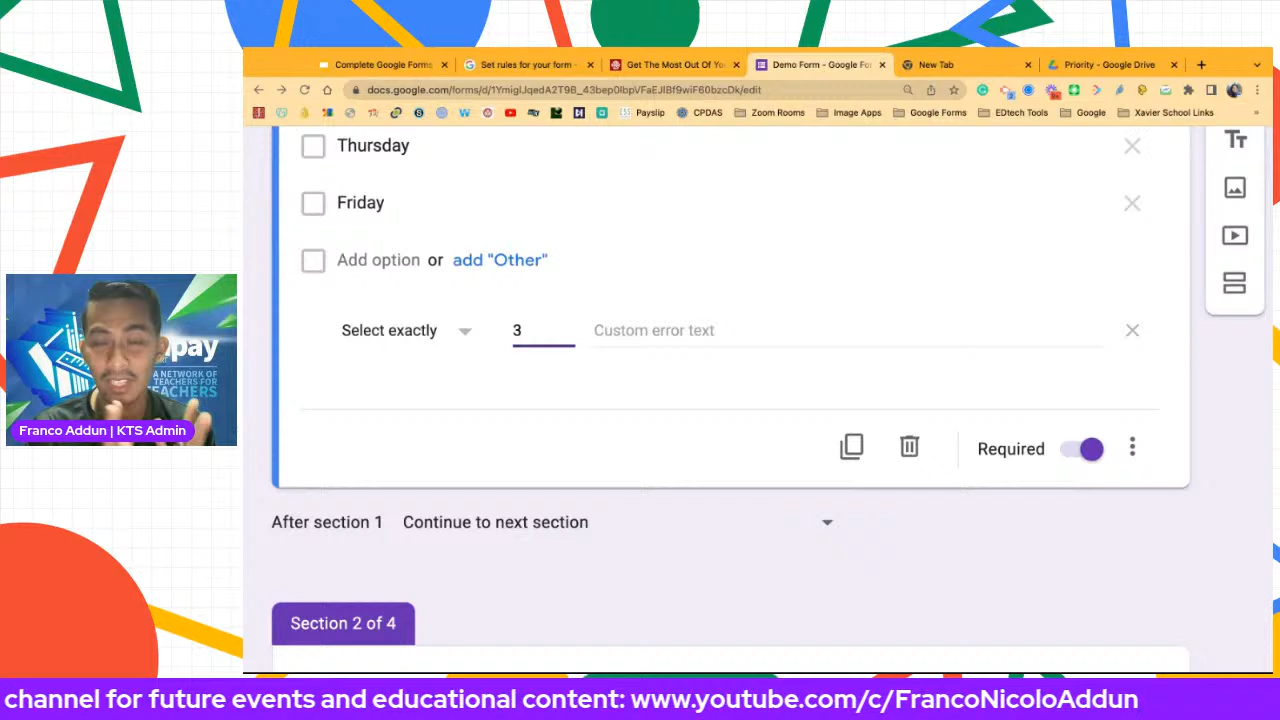 Complete Google Forms
Set rules for your form -
Get The Most Out Of Yo
Demo Form - Google Fo
New Tab
Priority - Google Drive
docs.google.com/forms/d/1YmiglJqedA2T9B_43bep0lbpVFaEJlBf9wiF60bzcDk/edit
Payslip
CPDAS
Zoom Rooms
Image Apps
Google Forms
EDtech Tools
Google
Xavier School Links
Thursday
Friday
Add option or add "Other"
Select exactly 3 Custom error text
Required
After section 1 Continue to next section
Section 2 of 4
pay
A NETWORK OF
TEACHERS FOR
TEACHERS
Franco Addun | KTS Admin
channel for future events and educational content: www.youtube.com/c/FrancoNicoloAddun